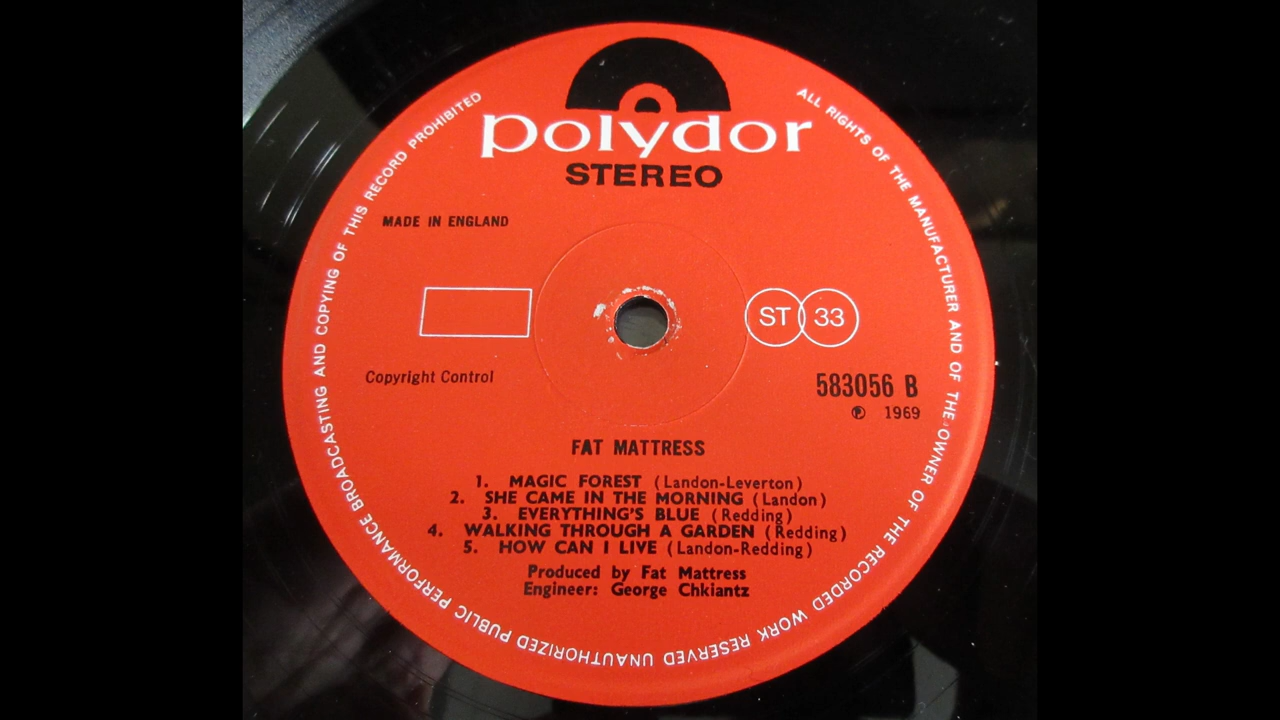 polydor
STEREO
ALL RIGHTS OF THE MANUFACTURER AND OF THE OWNER OF THE RECORDED WORK RESERVED UNAUTHORIZED PUBLIC PERFORMANCE BROADCASTING AND COPYING OF THIS RECORD PROHIBITED
MADE IN ENGLAND
ST 33
Copyright Control
583056 B
℗ 1969
FAT MATTRESS
1. MAGIC FOREST (Landon-Leverton)
2. SHE CAME IN THE MORNING (Landon)
3. EVERYTHING'S BLUE (Redding)
4. WALKING THROUGH A GARDEN (Redding)
5. HOW CAN I LIVE (Landon-Redding)
Produced by Fat Mattress
Engineer: George Chkiantz